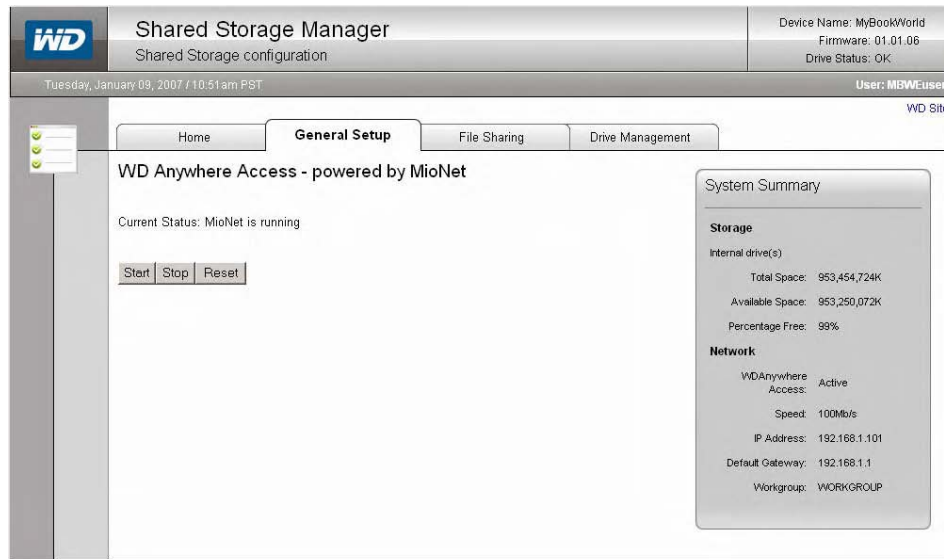 WD
Shared Storage Manager
Shared Storage configuration
Device Name: MyBookWorld
Firmware: 01.01.06
Drive Status: OK
Tuesday, January 09, 2007 / 10:51am PST
User: MBWEuser
WD Site
Home
General Setup
File Sharing
Drive Management
WD Anywhere Access - powered by MioNet
Current Status: MioNet is running
Start
Stop
Reset
System Summary
Storage
Internal drive(s)
Total Space: 953,454,724K
Available Space: 953,250,072K
Percentage Free: 99%
Network
WDAnywhere Access: Active
Speed: 100Mb/s
IP Address: 192.168.1.101
Default Gateway: 192.168.1.1
Workgroup: WORKGROUP